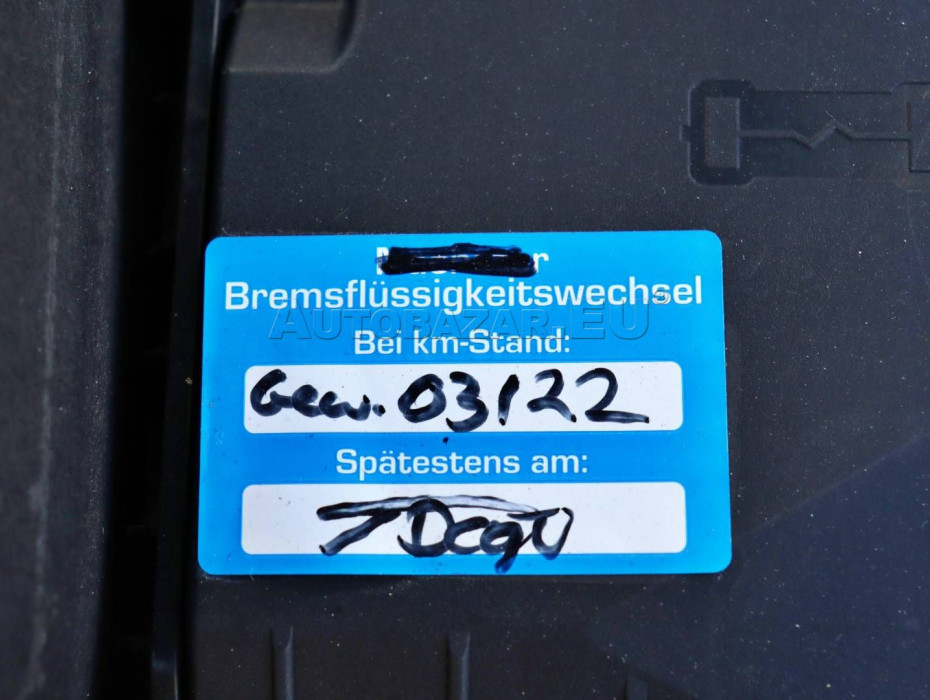 Bremsflüssigkeitswechsel
AUTOBAZAR.EU
Bei km-Stand:
Gew. 03/22
Spätestens am: